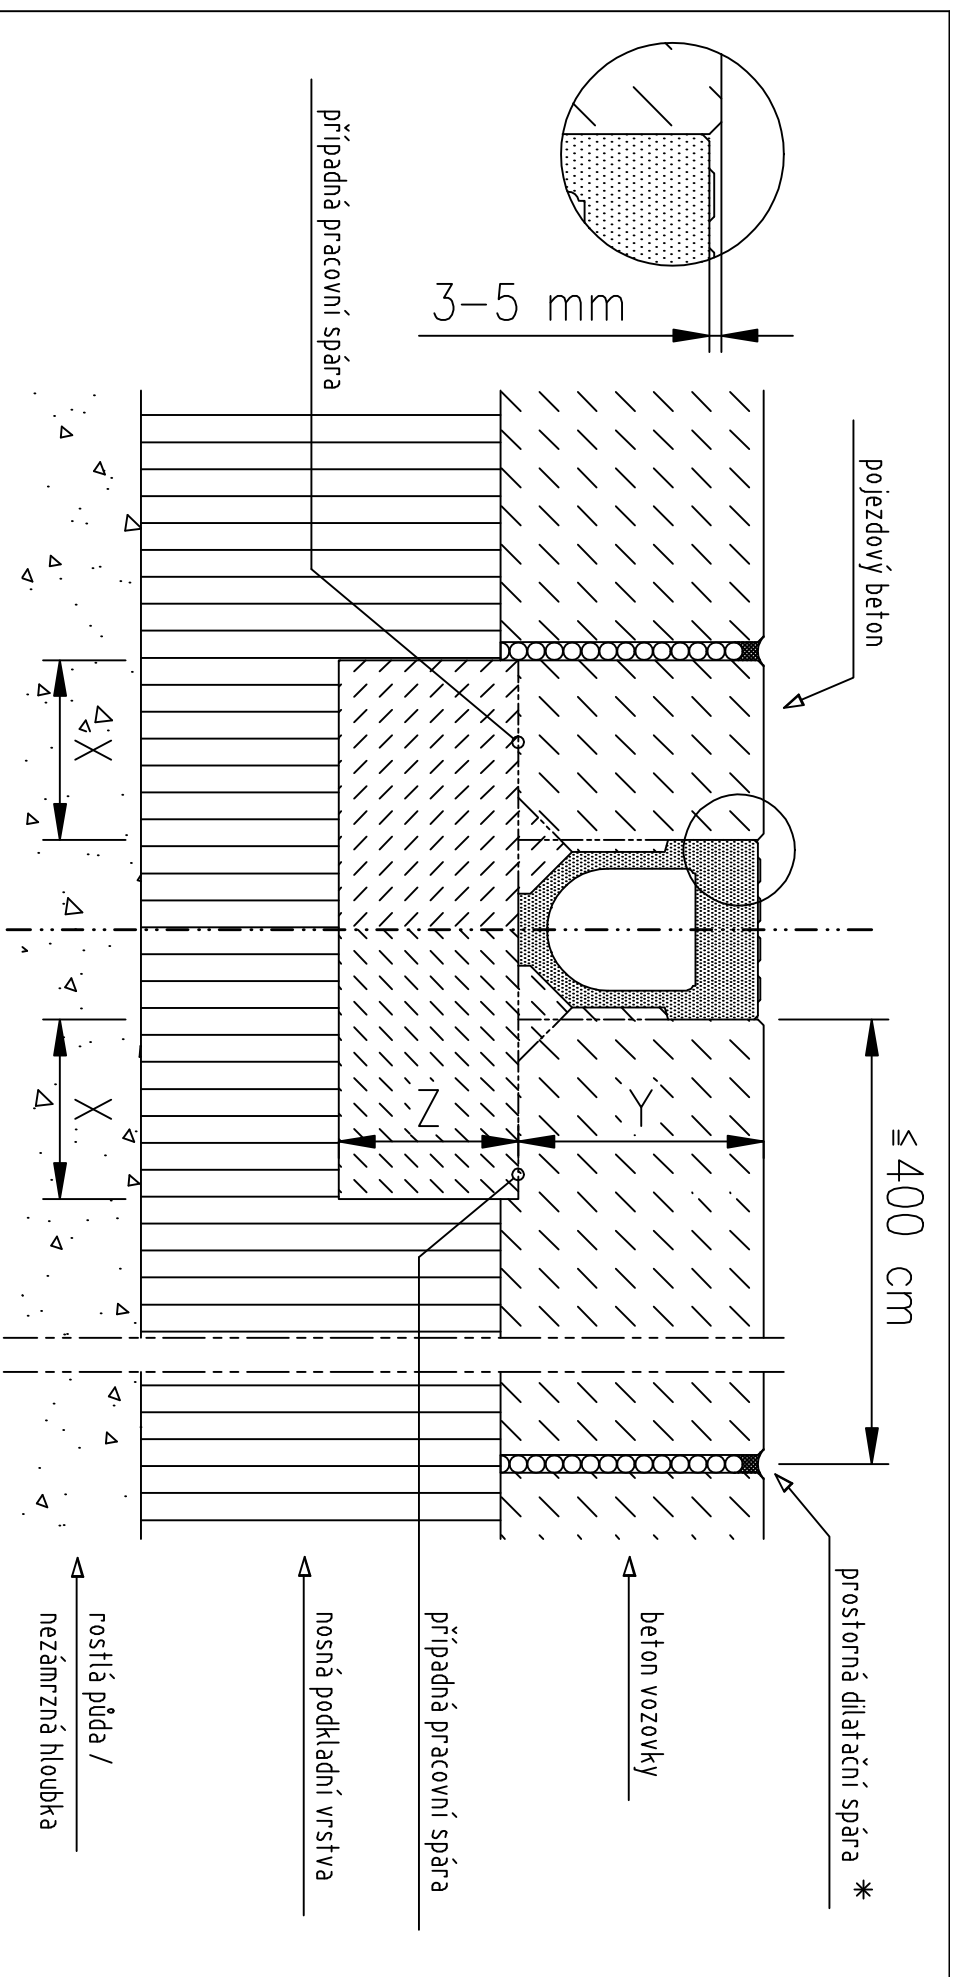 3-5 mm
případná pracovní spára
pojezdový beton
≤400 cm
prostorná dilatační spára *
X
X
Z
Y
beton vozovky
případná pracovní spára
nosná podkladní vrstva
rostlá půda /
nezámrzná hloubka